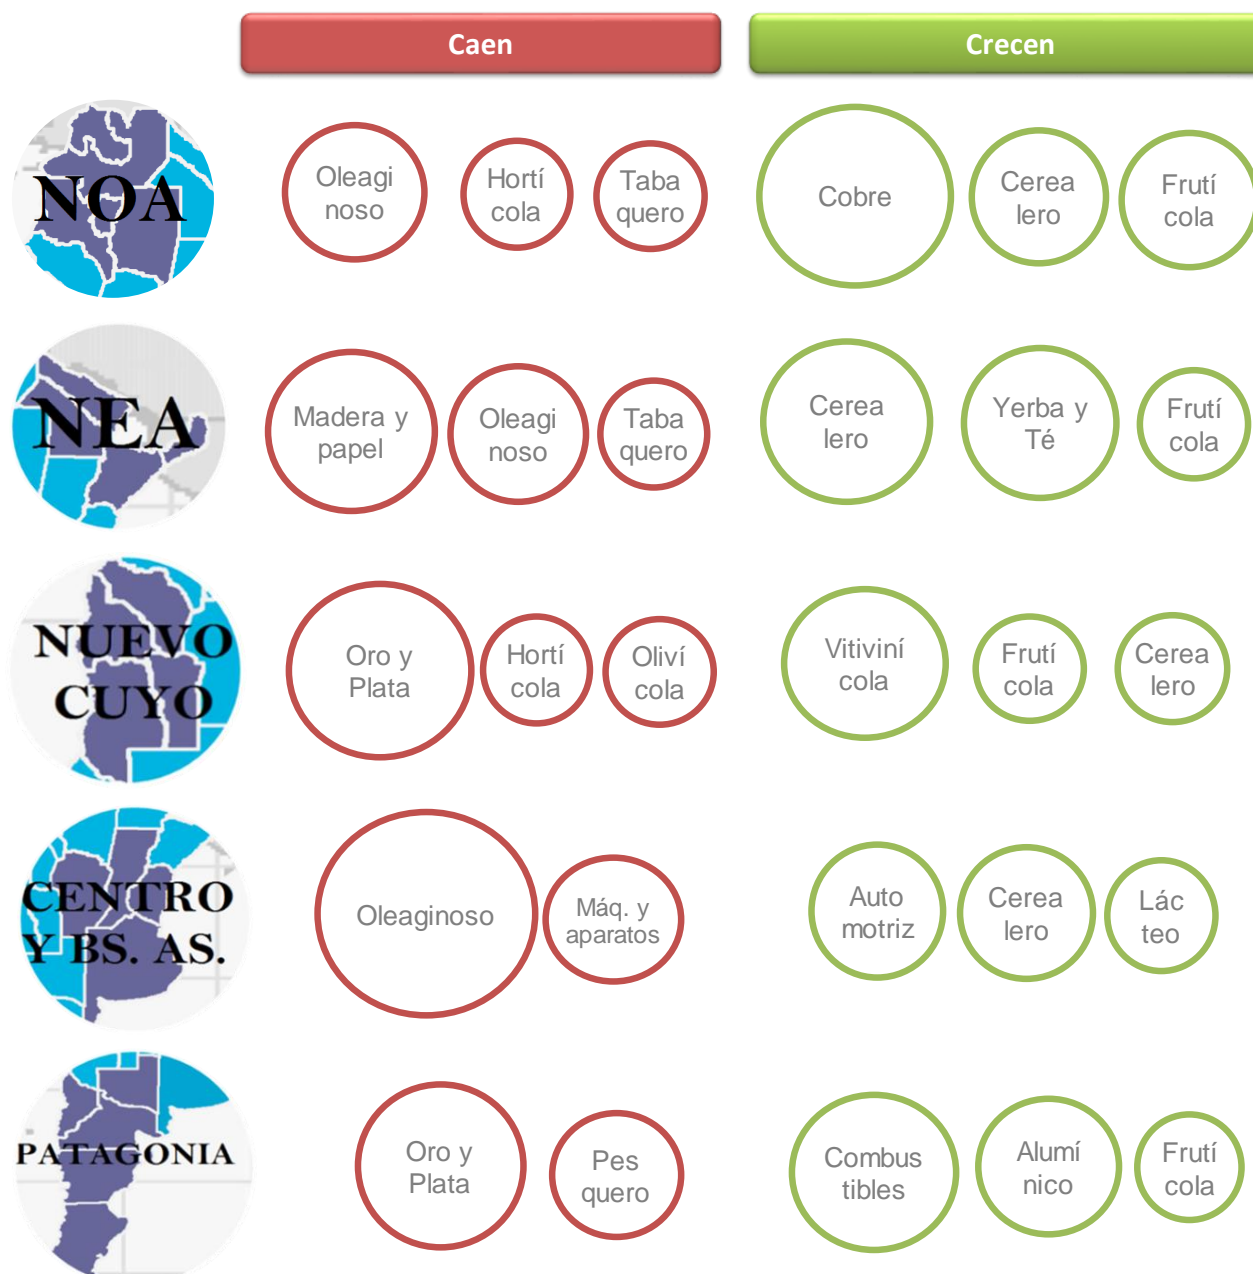 Caen
Crecen
NOA
Oleagi
noso
Hortí
cola
Taba
quero
Cobre
Cerea
lero
Frutí
cola
NEA
Madera y
papel
Oleagi
noso
Taba
quero
Cerea
lero
Yerba y
Té
Frutí
cola
NUEVO
CUYO
Oro y
Plata
Hortí
cola
Oliví
cola
Vitiviní
cola
Frutí
cola
Cerea
lero
CENTRO
Y BS. AS.
Oleaginoso
Máq. y
aparatos
Auto
motriz
Cerea
lero
Lác
teo
PATAGONIA
Oro y
Plata
Pes
quero
Combus
tibles
Alumí
nico
Frutí
cola